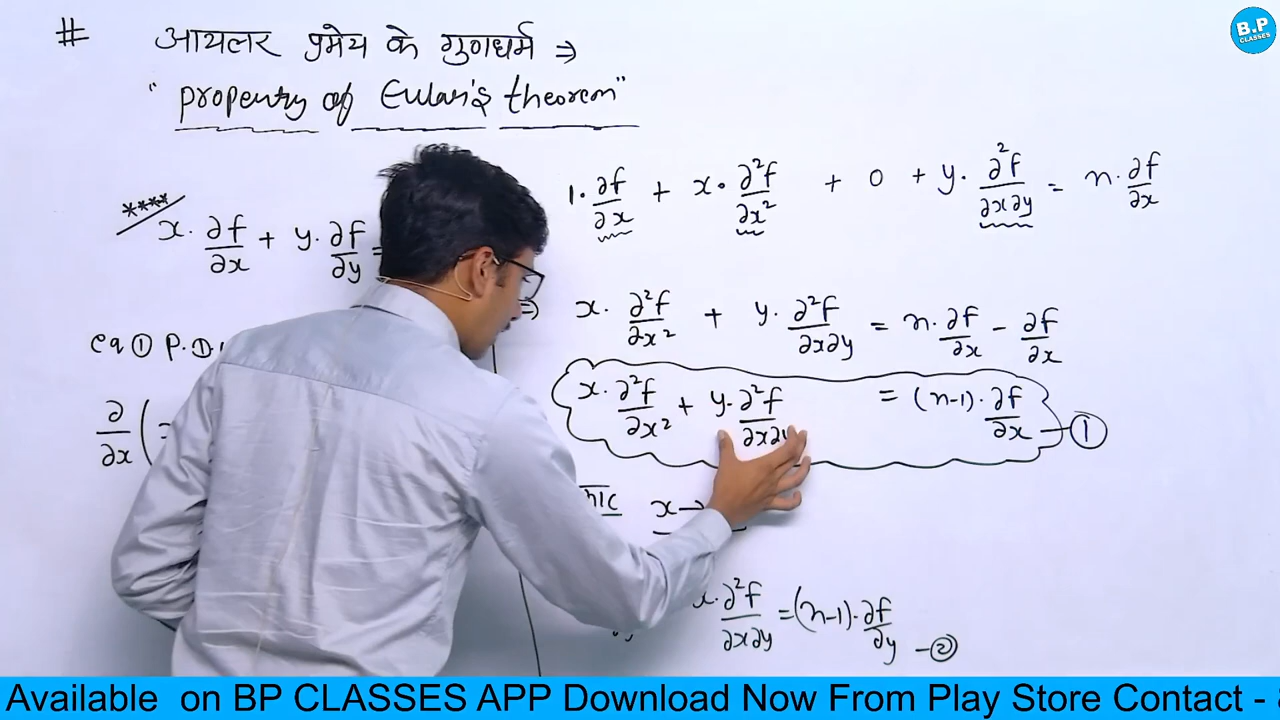 B.P
CLASSES
# आयलर प्रमेय के गुणधर्म ⇒
"property of Eular's theorem"
****
x·∂f/∂x + y·∂f/∂y =
eq ① P.D.
∂/∂x (
1·∂f/∂x + x·∂²f/∂x² + 0 + y·∂²f/∂x∂y = n·∂f/∂x
⇒ x·∂²f/∂x² + y·∂²f/∂x∂y = n·∂f/∂x - ∂f/∂x
x·∂²f/∂x² + y·∂²f/∂x∂y = (n-1)·∂f/∂x — ①
x→
x·∂²f/∂x∂y = (n-1)·∂f/∂y - ②
Available on BP CLASSES APP Download Now From Play Store Contact -